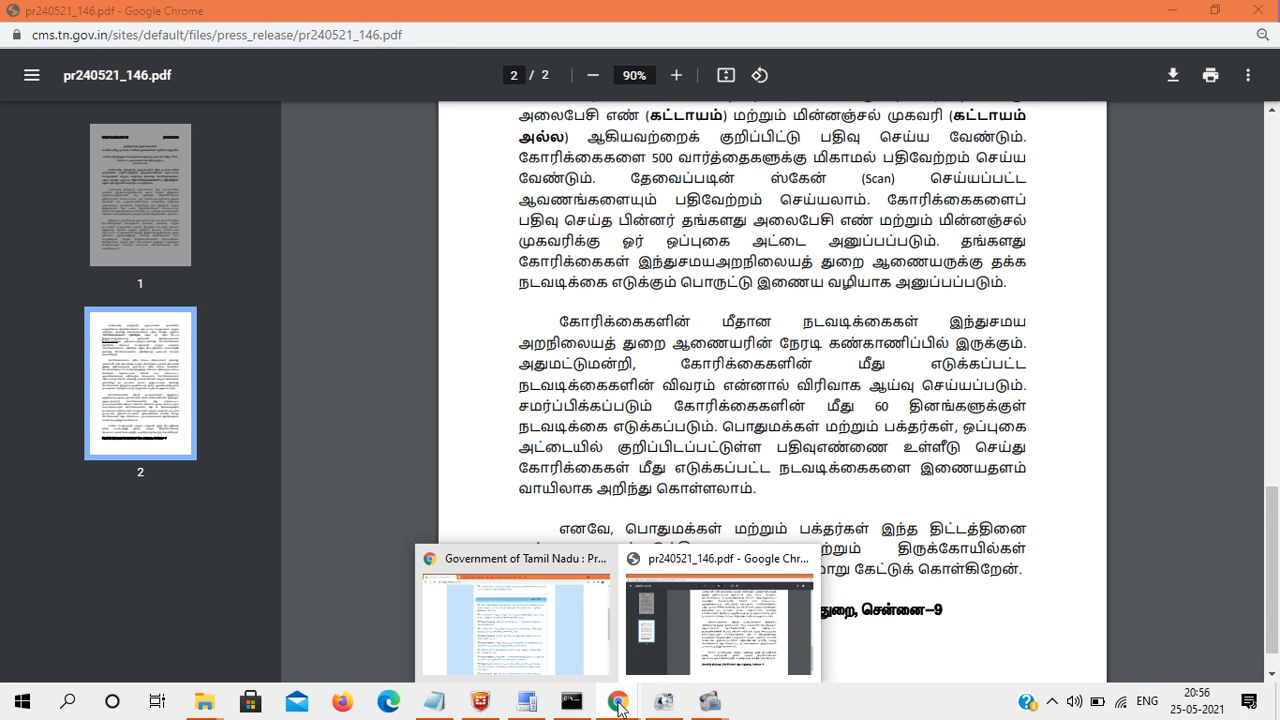 pr240521_146.pdf - Google Chrome
cms.tn.gov.in/sites/default/files/press_release/pr240521_146.pdf
pr240521_146.pdf
2 / 2
90%
அலைபேசி எண் (கட்டாயம்) மற்றும் மின்னஞ்சல் முகவரி (கட்டாயம்
அல்ல) ஆகியவற்றைக் குறிப்பிட்டு பதிவு செய்ய வேண்டும்.
கோரிக்கைகளை 500 வார்த்தைகளுக்கு மிகாமல் பதிவேற்றம் செய்ய
வேண்டும். தேவைப்படின் ஸ்கேன் (Scan) செய்யப்பட்ட
ஆவணங்களையும் பதிவேற்றம் செய்யலாம். கோரிக்கைகளைப்
பதிவு செய்த பின்னர் தங்களது அலைபேசி எண் மற்றும் மின்னஞ்சல்
முகவரிக்கு ஓர் ஒப்புகை அட்டை அனுப்பப்படும். தங்களது
கோரிக்கைகள் இந்துசமயஅறநிலையத் துறை ஆணையருக்கு தக்க
நடவடிக்கை எடுக்கும் பொருட்டு இணைய வழியாக அனுப்பப்படும்.
கோரிக்கைகளின் மீதான நடவடிக்கைகள் இந்துசமய
அறநிலையத் துறை ஆணையரின் நேரடி கண்காணிப்பில் இருக்கும்.
அதுமட்டுமன்றி, கோரிக்கைகளின் மீது எடுக்கப்பட்ட
நடவடிக்கைகளின் விவரம் என்னால் விரிவாக ஆய்வு செய்யப்படும்.
சமர்ப்பிக்கப்படும் கோரிக்கைகளின் மீது 60 தினங்களுக்குள்
நடவடிக்கை எடுக்கப்படும். பொதுமக்கள் மற்றும் பக்தர்கள், ஒப்புகை
அட்டையில் குறிப்பிடப்பட்டுள்ள பதிவுஎண்ணை உள்ளீடு செய்து
கோரிக்கைகள் மீது எடுக்கப்பட்ட நடவடிக்கைகளை இணையதளம்
வாயிலாக அறிந்து கொள்ளலாம்.
எனவே, பொதுமக்கள் மற்றும் பக்தர்கள் இந்த திட்டத்தினை
திருக்கோயில்கள்
கேட்டுக் கொள்கிறேன்.
சென்னை-9
1
2
Government of Tamil Nadu : Pr...
pr240521_146.pdf - Google Chr...
ENG
20:56
25-05-2021